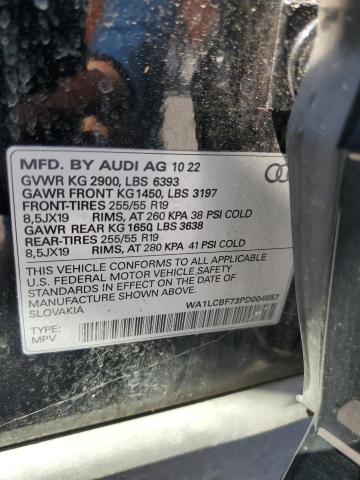 MFD. BY AUDI AG 10 22
GVWR KG 2900, LBS 6393
GAWR FRONT KG 1450, LBS 3197
FRONT-TIRES 255/55 R19
8,5JX19 RIMS, AT 260 KPA 38 PSI COLD
GAWR REAR KG 1650, LBS 3638
REAR-TIRES 255/55 R19
8,5JX19 RIMS, AT 280 KPA 41 PSI COLD
THIS VEHICLE CONFORMS TO ALL APPLICABLE
U.S. FEDERAL MOTOR VEHICLE SAFETY
STANDARDS IN EFFECT ON THE DATE OF
MANUFACTURE SHOWN ABOVE.
SLOVAKIA
WA1LCBF73PD004887
TYPE:
MPV